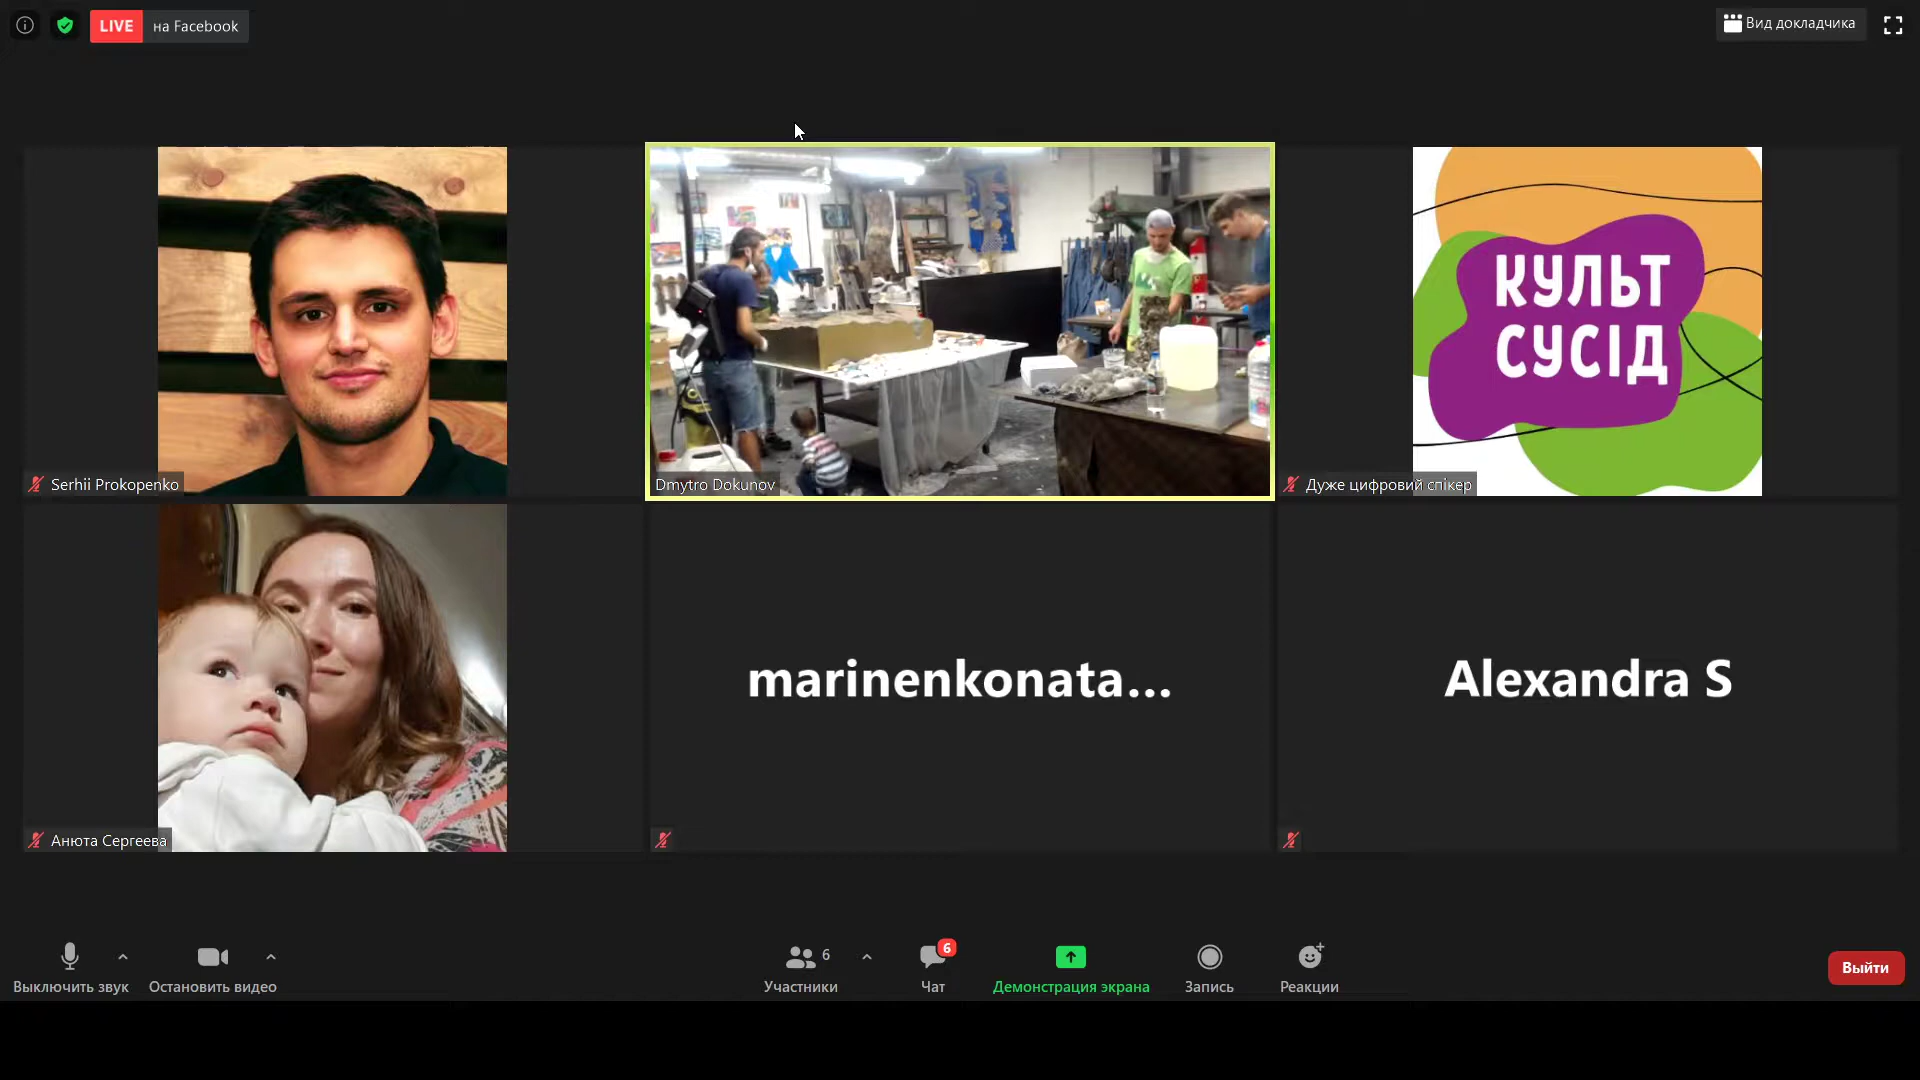 LIVE на Facebook
Вид докладчика
КУЛЬТ
СУСІД
Serhii Prokopenko
Dmytro Dokunov
Дуже цифровий спікер
marinenkonata...
Alexandra S
Анюта Сергеева
6
6
Выключить звук
Остановить видео
Участники
Чат
Демонстрация экрана
Запись
Реакции
Выйти